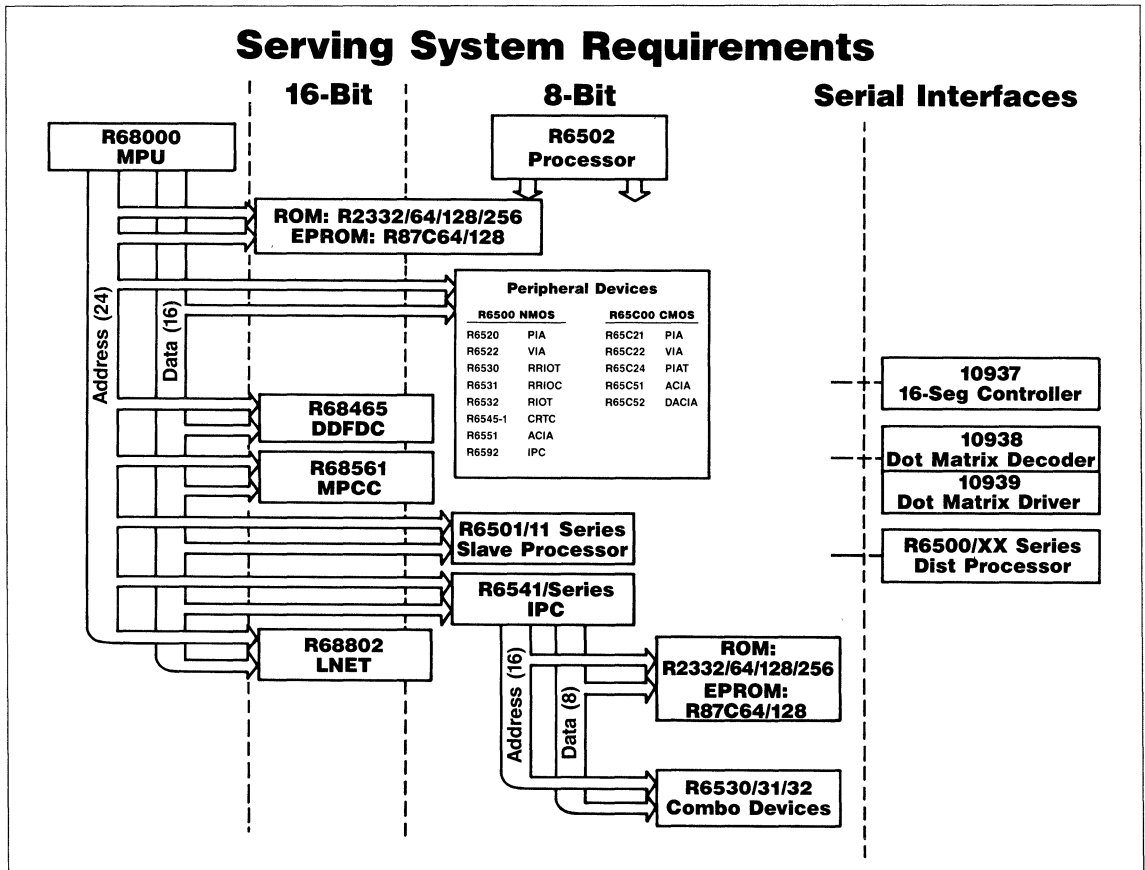 Serving System Requirements
16-Bit
8-Bit
Serial Interfaces
R68000
MPU
R6502
Processor
ROM: R2332/64/128/256
EPROM: R87C64/128
Address (24)
Data (16)
Peripheral Devices
R6500 NMOS R65C00 CMOS
R6520 PIA R65C21 PIA
R6522 VIA R65C22 VIA
R6530 RRIOT R65C24 PIAT
R6531 RRIOC R65C51 ACIA
R6532 RIOT R65C52 DACIA
R6545-1 CRTC
R6551 ACIA
R6592 IPC
10937
16-Seg Controller
R68465
DDFDC
10938
Dot Matrix Decoder
10939
Dot Matrix Driver
R68561
MPCC
R6501/11 Series
Slave Processor
R6500/XX Series
Dist Processor
R6541/Series
IPC
R68802
LNET
Address (16)
Data (8)
ROM:
R2332/64/128/256
EPROM:
R87C64/128
R6530/31/32
Combo Devices